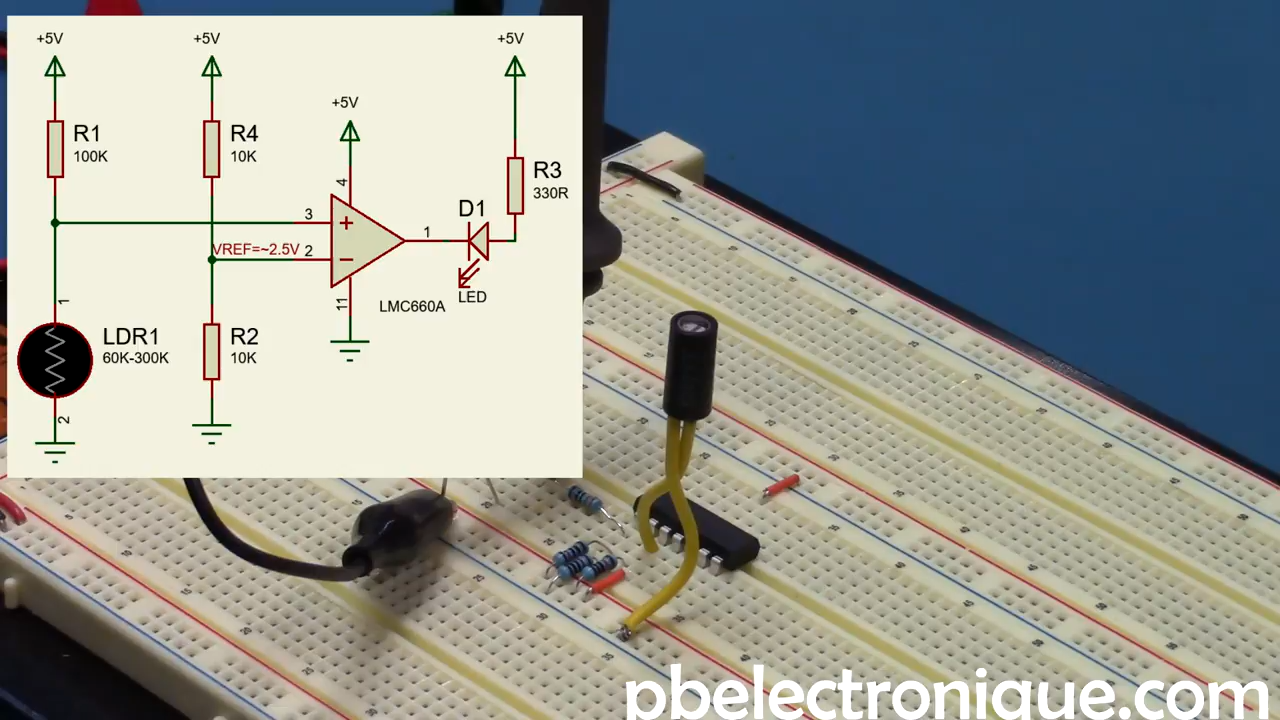 +5V
+5V
+5V
+5V
R1
100K
R4
10K
R3
330R
4
3
VREF=~2.5V 2
1
D1
LED
11
LMC660A
1
LDR1
60K-300K
2
R2
10K
pbelectronique.com